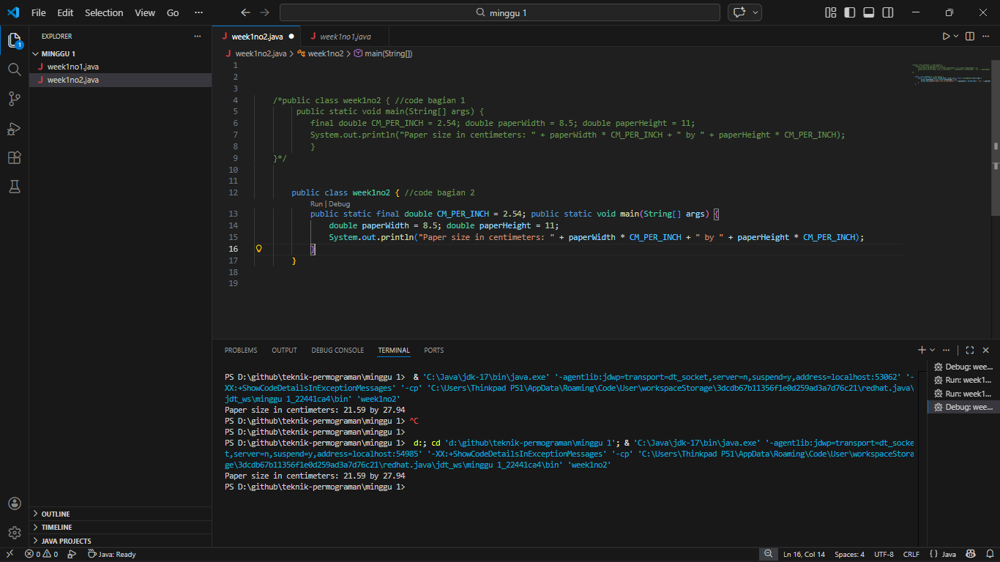 File Edit Selection View Go ··· minggu 1
EXPLORER ···
MINGGU 1
J week1no1.java
J week1no2.java
OUTLINE
TIMELINE
JAVA PROJECTS
1
J week1no2.java ● J week1no1.java
J week1no2.java > week1no2 > main(String[])
1
2
3
4 /*public class week1no2 { //code bagian 1
5 public static void main(String[] args) {
6 final double CM_PER_INCH = 2.54; double paperWidth = 8.5; double paperHeight = 11;
7 System.out.println("Paper size in centimeters: " + paperWidth * CM_PER_INCH + " by " + paperHeight * CM_PER_INCH);
8 }
9 }*/
10
11
12 public class week1no2 { //code bagian 2
Run | Debug
13 public static final double CM_PER_INCH = 2.54; public static void main(String[] args) {
14 double paperWidth = 8.5; double paperHeight = 11;
15 System.out.println("Paper size in centimeters: " + paperWidth * CM_PER_INCH + " by " + paperHeight * CM_PER_INCH);
16 }
17 }
18
19
PROBLEMS OUTPUT DEBUG CONSOLE TERMINAL PORTS
PS D:\github\teknik-permograman\minggu 1>  & 'C:\Java\jdk-17\bin\java.exe' '-agentlib:jdwp=transport=dt_socket,server=n,suspend=y,address=localhost:53062' '-
XX:+ShowCodeDetailsInExceptionMessages' '-cp' 'C:\Users\Thinkpad P51\AppData\Roaming\Code\User\workspaceStorage\3dcdb67b11356f1e0d259ad3a7d76c21\redhat.java\
jdt_ws\minggu 1_22441ca4\bin' 'week1no2'
Paper size in centimeters: 21.59 by 27.94
PS D:\github\teknik-permograman\minggu 1> ^C
PS D:\github\teknik-permograman\minggu 1>
PS D:\github\teknik-permograman\minggu 1>  d:; cd 'd:\github\teknik-permograman\minggu 1'; & 'C:\Java\jdk-17\bin\java.exe' '-agentlib:jdwp=transport=dt_socke
t,server=n,suspend=y,address=localhost:54985' '-XX:+ShowCodeDetailsInExceptionMessages' '-cp' 'C:\Users\Thinkpad P51\AppData\Roaming\Code\User\workspaceStora
ge\3dcdb67b11356f1e0d259ad3a7d76c21\redhat.java\jdt_ws\minggu 1_22441ca4\bin' 'week1no2'
Paper size in centimeters: 21.59 by 27.94
PS D:\github\teknik-permograman\minggu 1>
Debug: wee...
Run: week1...
Run: week1...
Debug: wee...
0 0 Java: Ready Ln 16, Col 14 Spaces: 4 UTF-8 CRLF { } Java